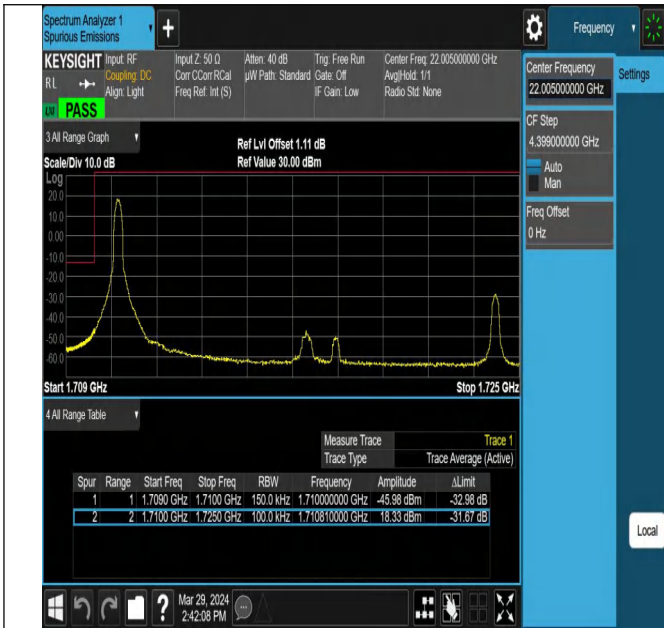 Spectrum Analyzer 1
Spurious Emissions
Frequency
KEYSIGHT Input: RF Input Z: 50 Ω Atten: 40 dB Trig: Free Run Center Freq: 22.005000000 GHz
RL Coupling: DC Corr CCorr RCal µW Path: Standard Gate: Off Avg|Hold: 1/1
Align: Light Freq Ref: Int (S) IF Gain: Low Radio Std: None
PASS
Center Frequency
22.005000000 GHz
Settings
CF Step
4.399000000 GHz
Auto
Man
Freq Offset
0 Hz
3 All Range Graph
Ref Lvl Offset 1.11 dB
Scale/Div 10.0 dB Ref Value 30.00 dBm
Log
20.0
10.0
0.00
-10.0
-20.0
-30.0
-40.0
-50.0
-60.0
Start 1.709 GHz Stop 1.725 GHz
4 All Range Table
Measure Trace Trace 1
Trace Type Trace Average (Active)
Spur Range Start Freq Stop Freq RBW Frequency Amplitude ΔLimit
1 1 1.7090 GHz 1.7100 GHz 150.0 kHz 1.710000000 GHz -45.98 dBm -32.98 dB
2 2 1.7100 GHz 1.7250 GHz 100.0 kHz 1.710810000 GHz 18.33 dBm -31.67 dB
Local
?
Mar 29, 2024
2:42:08 PM